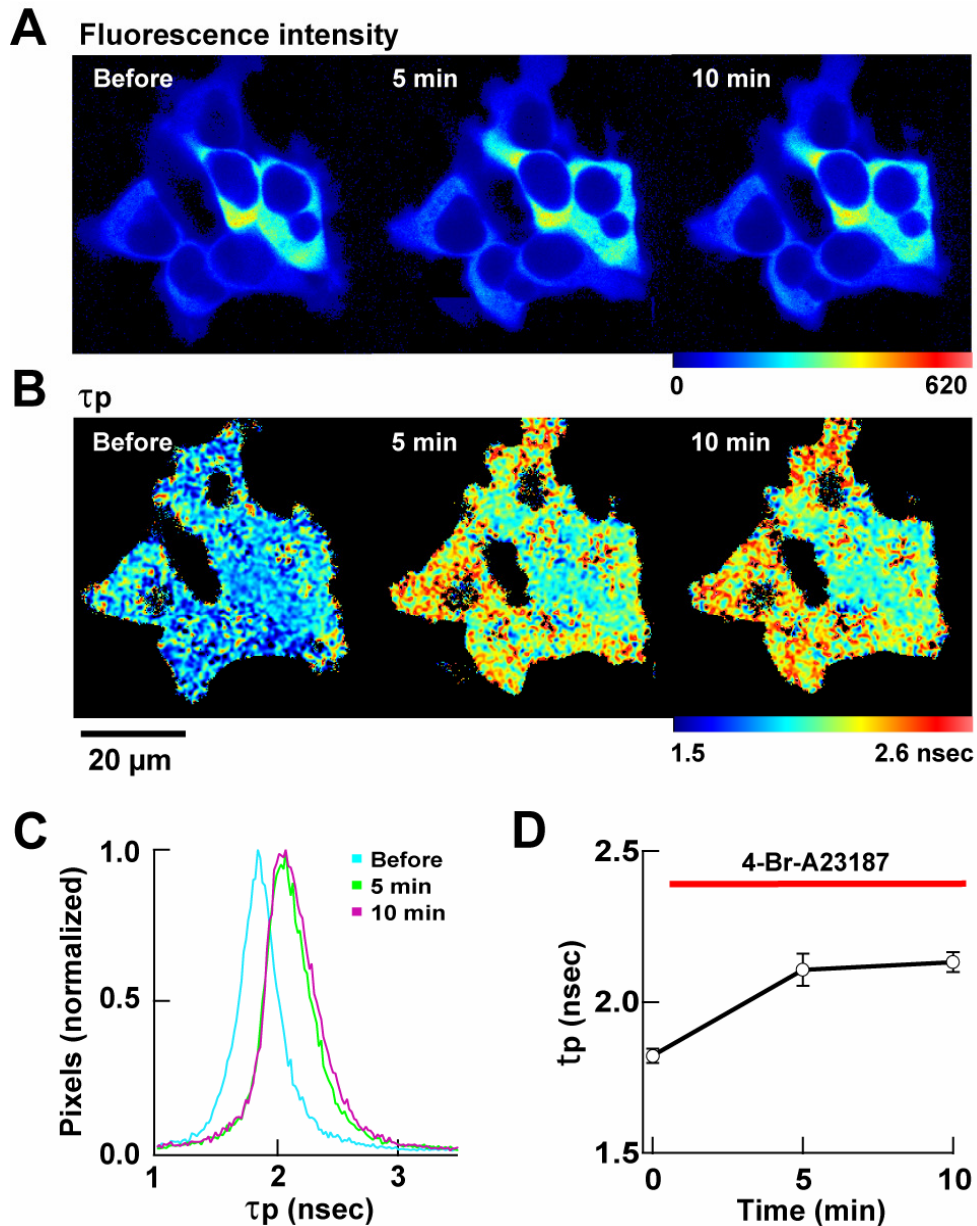 A
Fluorescence intensity
Before
5 min
10 min
0
620
B
τp
Before
5 min
10 min
20 µm
1.5
2.6 nsec
C
1.0
0.5
0.0
Pixels (normalized)
1
2
3
τp (nsec)
Before
5 min
10 min
D
2.5
2.0
1.5
τp (nsec)
4-Br-A23187
0
5
10
Time (min)